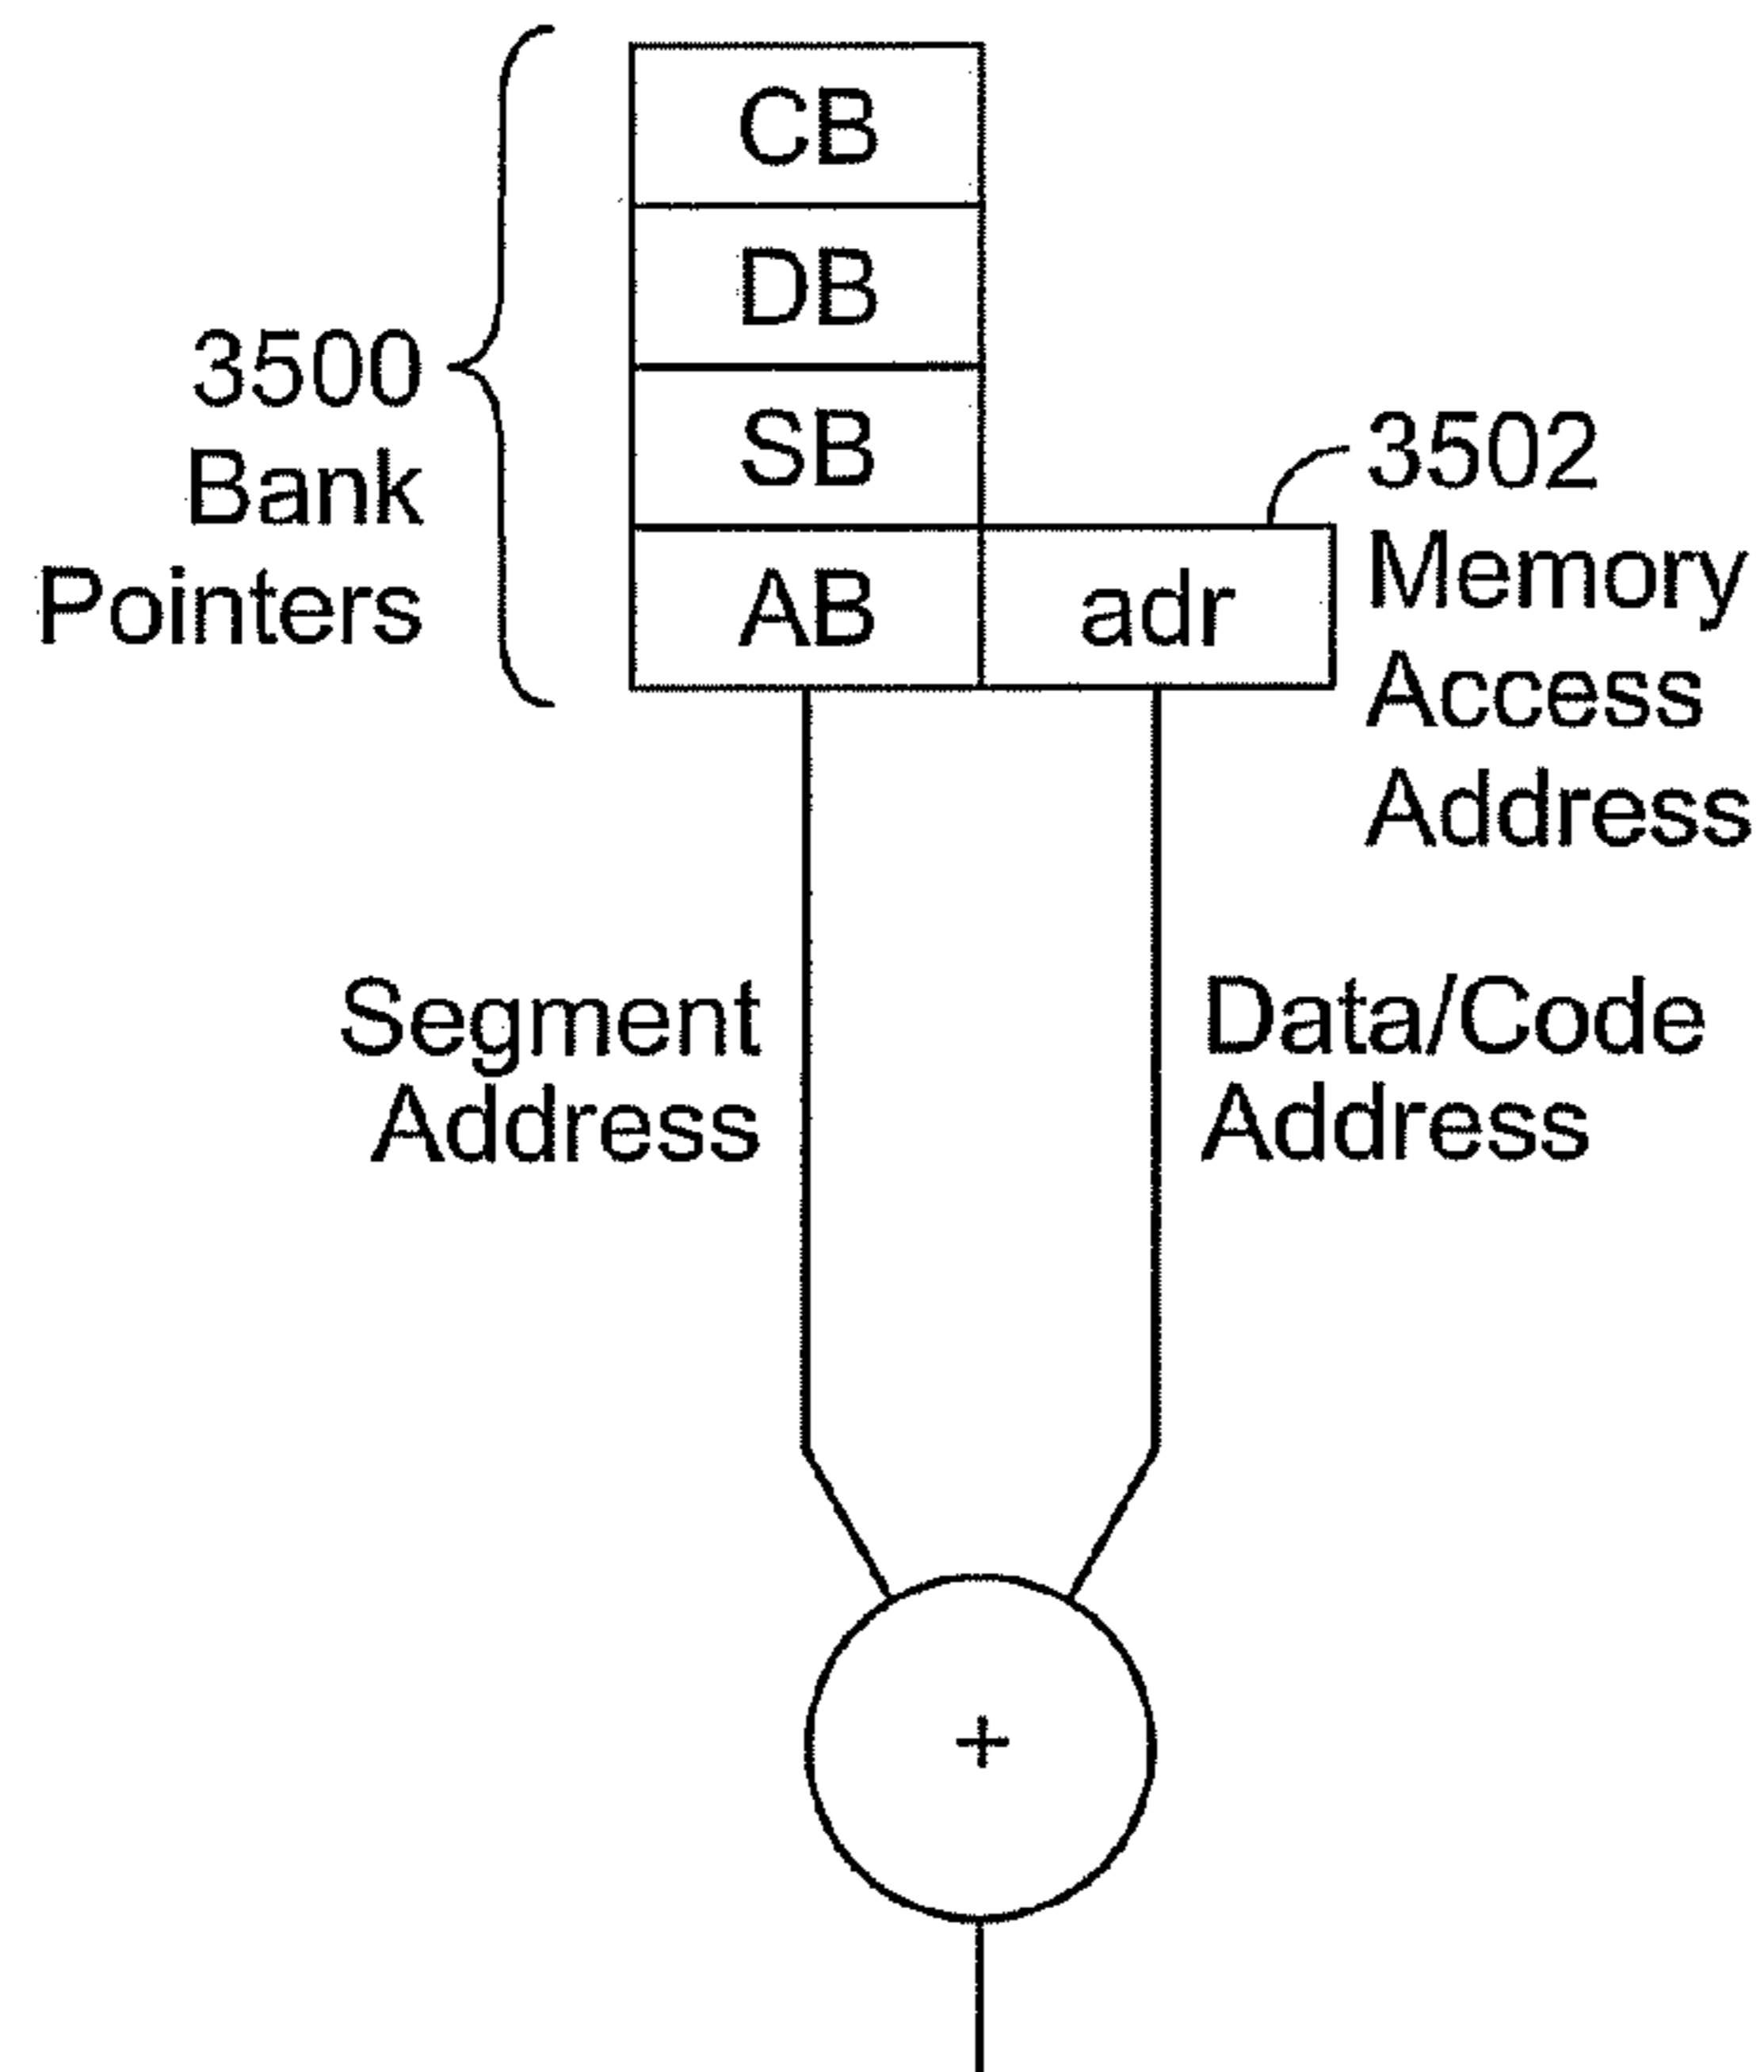 CB
DB
SB
AB
adr
3500
Bank
Pointers
3502
Memory
Access
Address
Segment
Address
Data/Code
Address
+